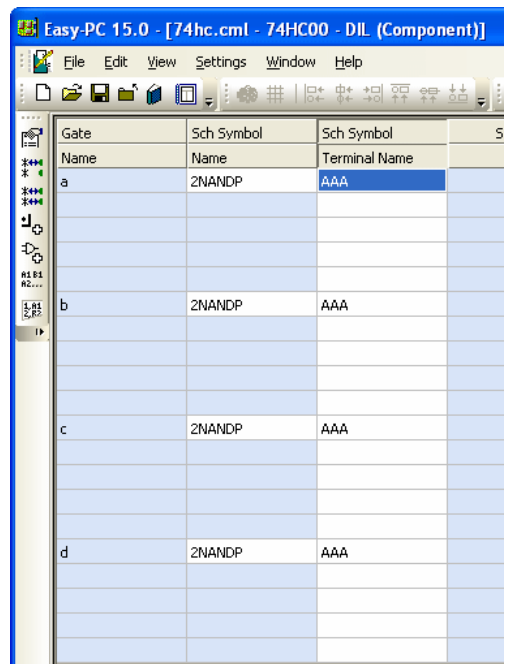 Easy-PC 15.0 - [74hc.cml - 74HC00 - DIL (Component)]
File Edit View Settings Window Help
Gate Sch Symbol Sch Symbol S
Name Name Terminal Name
a 2NANDP AAA
b 2NANDP AAA
c 2NANDP AAA
d 2NANDP AAA